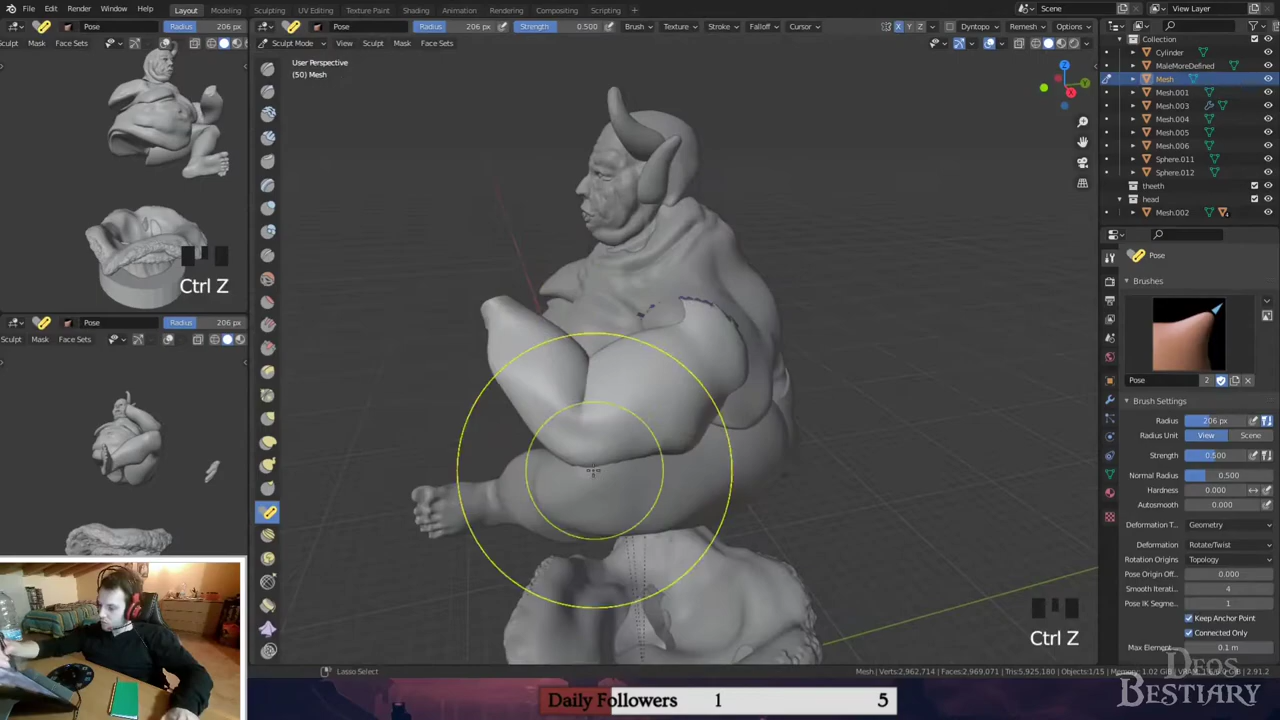 File Edit Render Window Help Layout Modeling Sculpting UV Editing Texture Paint Shading Animation Rendering Compositing Scripting Scene View Layer
Pose Radius 206 px
Sculpt Mask Face Sets
Pose Radius 206 px Strength 0.500 Brush Texture Stroke Falloff Cursor X Y Z Dyntopo Remesh Options
Sculpt Mode View Sculpt Mask Face Sets
User Perspective
(50) Mesh
Ctrl Z
Pose Radius 206 px
Sculpt Mask Face Sets
Z
Y
X
Ctrl Z
Collection
Cylinder
MaleMoreDefined
Mesh
Mesh.001
Mesh.003
Mesh.004
Mesh.005
Mesh.006
Sphere.011
Sphere.012
theeth
head
Mesh.002
Pose
Brushes
Pose 2
Brush Settings
Radius 206 px
Radius Unit View Scene
Strength 0.500
Normal Radius 0.500
Hardness 0.000
Autosmooth 0.000
Deformation T... Geometry
Deformation Rotate/Twist
Rotation Origins Topology
Pose Origin Off... 0.000
Smooth Iterati... 4
Pose IK Segme... 1
Keep Anchor Point
Connected Only
Max Element... 0.1 m
Lasso Select
Daily Followers 1 5
Deos
Bestiary